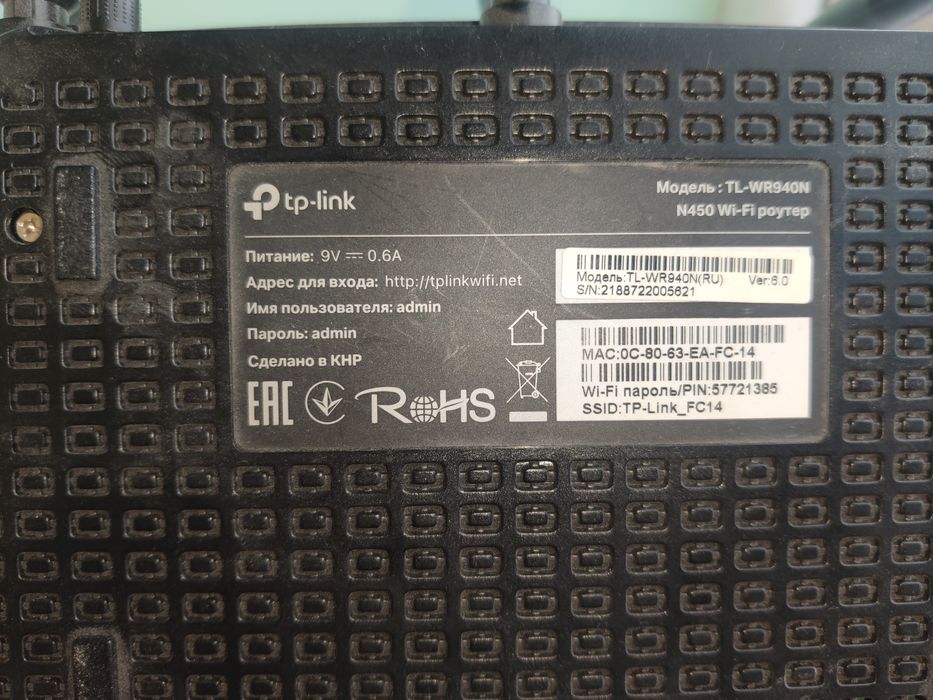 tp-link
Модель : TL-WR940N
N450 Wi-Fi роутер
Питание: 9V 0.6A
Адрес для входа: http://tplinkwifi.net
Имя пользователя: admin
Пароль: admin
Сделано в КНР
Модель:TL-WR940N(RU) Ver:6.0
S/N:2188722005621
MAC:0C-80-63-EA-FC-14
Wi-Fi пароль/PIN:57721385
SSID:TP-Link_FC14
EAC
RoHS